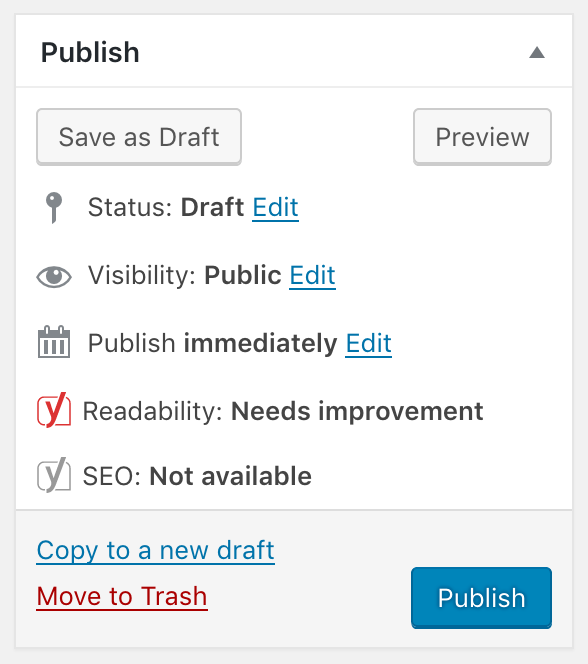 Publish
Save as Draft Preview
Status: Draft Edit
Visibility: Public Edit
Publish immediately Edit
Readability: Needs improvement
SEO: Not available
Copy to a new draft
Move to Trash
Publish